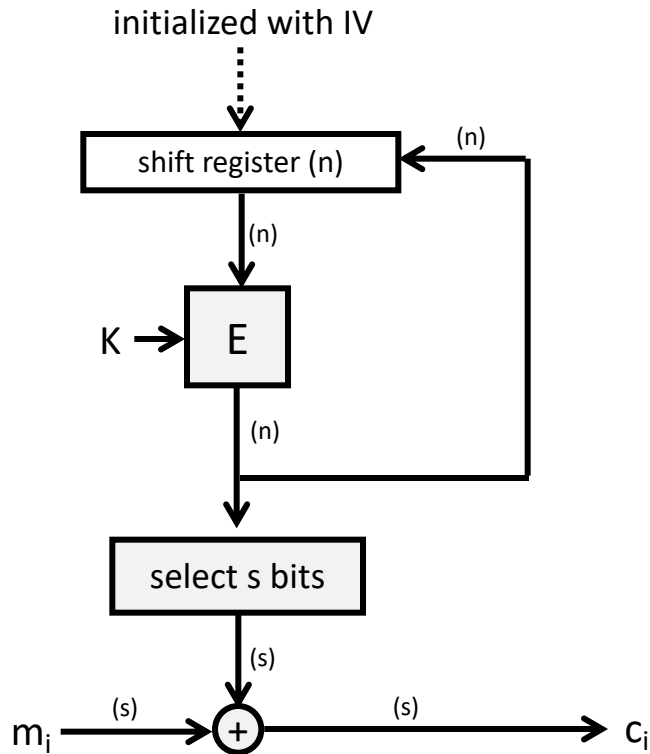 initialized with IV
(n)
shift register (n)
(n)
K
E
(n)
select s bits
(s)
(s)
(s)
mi
+
ci